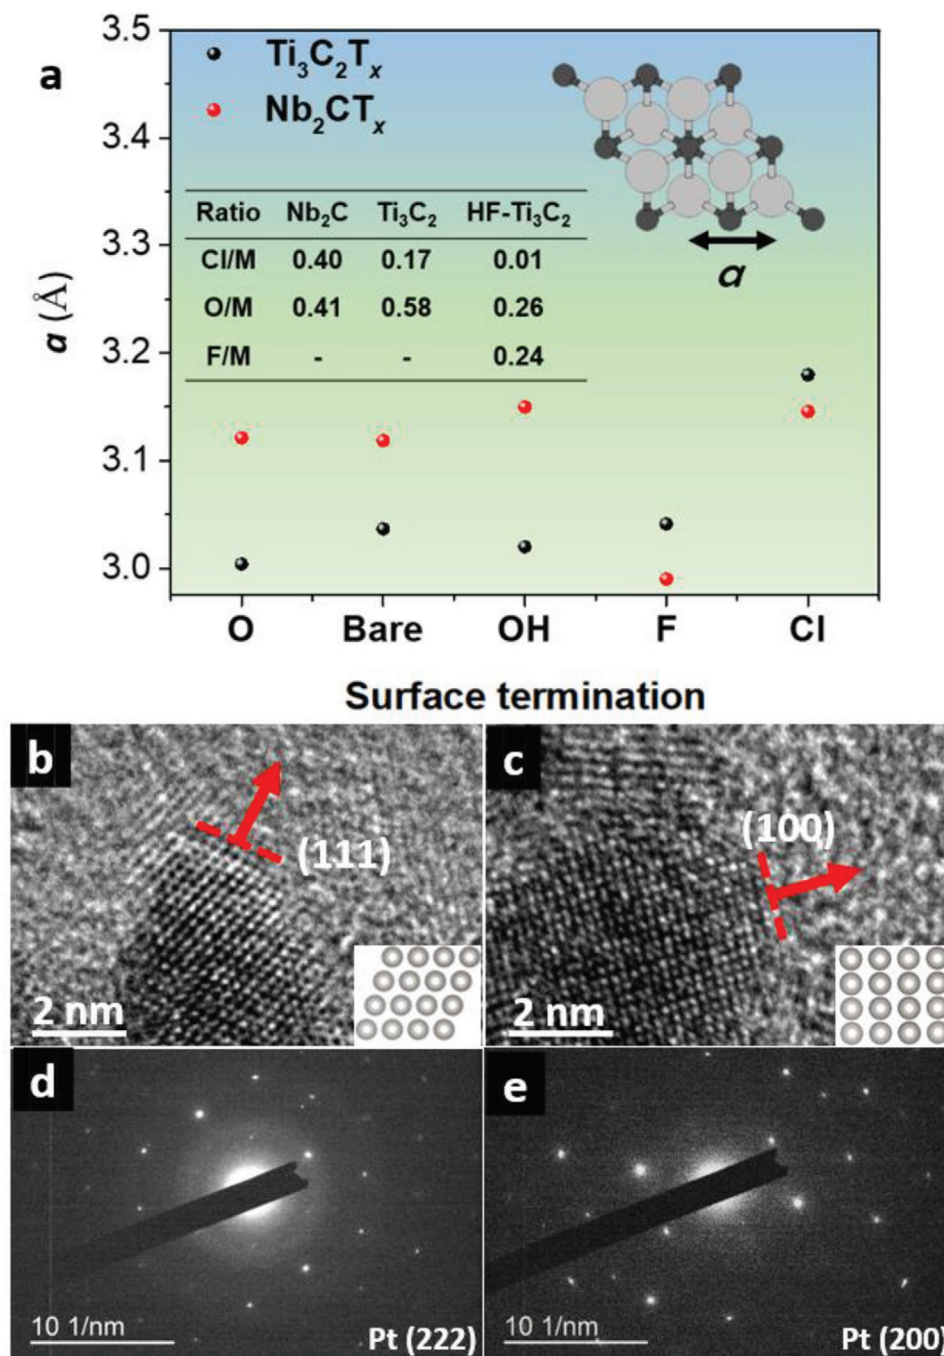 a
3.5
3.4
3.3
3.2
3.1
3.0
a (Å)
Ti₃C₂Tₓ
Nb₂CTₓ
Ratio Nb₂C Ti₃C₂ HF-Ti₃C₂
Cl/M 0.40 0.17 0.01
O/M 0.41 0.58 0.26
F/M - - 0.24
a
O Bare OH F Cl
Surface termination
b
(111)
2 nm
c
(100)
2 nm
d
10 1/nm
Pt (222)
e
10 1/nm
Pt (200)